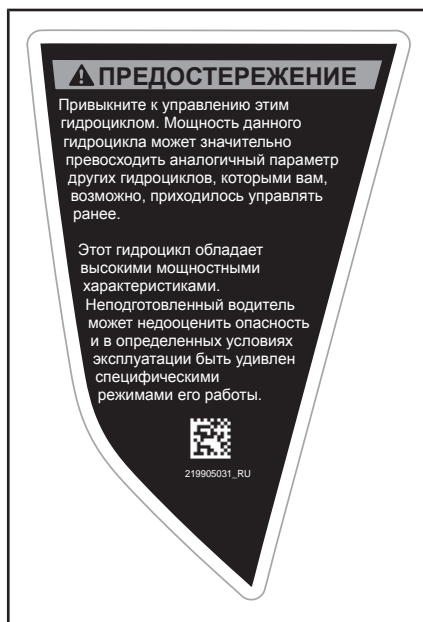 ПРЕДОСТЕРЕЖЕНИЕ
Привыкните к управлению этим
гидроциклом. Мощность данного
гидроцикла может значительно
превосходить аналогичный параметр
других гидроциклов, которыми вам,
возможно, приходилось управлять
ранее.
Этот гидроцикл обладает
высокими мощностными
характеристиками.
Неподготовленный водитель
может недооценить опасность
и в определенных условиях
эксплуатации быть удивлен
специфическими
режимами его работы.
219905031_RU